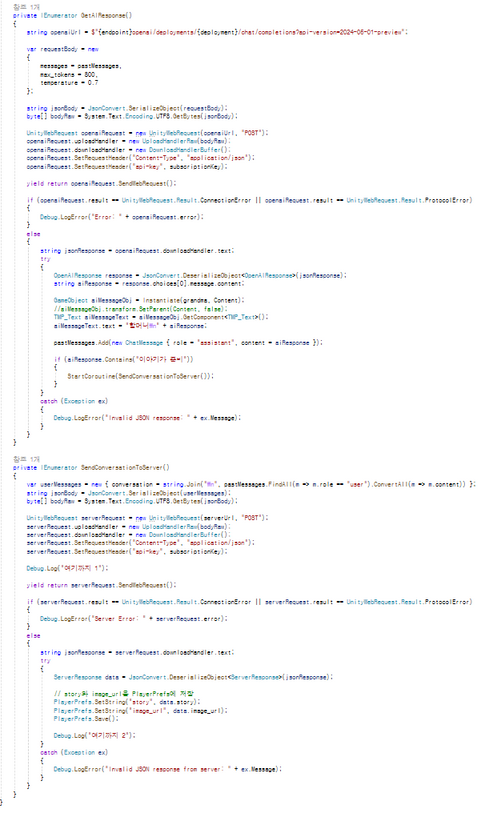 참조 1개
private IEnumerator GetAIResponse()
{
string openaiUrl = $"{endpoint}openai/deployments/{deployment}/chat/completions?api-version=2024-05-01-preview";
var requestBody = new
{
messages = pastMessages,
max_tokens = 800,
temperature = 0.7
};
string jsonBody = JsonConvert.SerializeObject(requestBody);
byte[] bodyRaw = System.Text.Encoding.UTF8.GetBytes(jsonBody);
UnityWebRequest openaiRequest = new UnityWebRequest(openaiUrl, "POST");
openaiRequest.uploadHandler = new UploadHandlerRaw(bodyRaw);
openaiRequest.downloadHandler = new DownloadHandlerBuffer();
openaiRequest.SetRequestHeader("Content-Type", "application/json");
openaiRequest.SetRequestHeader("api-key", subscriptionKey);
yield return openaiRequest.SendWebRequest();
if (openaiRequest.result == UnityWebRequest.Result.ConnectionError || openaiRequest.result == UnityWebRequest.Result.ProtocolError)
{
Debug.LogError("Error: " + openaiRequest.error);
}
else
{
string jsonResponse = openaiRequest.downloadHandler.text;
try
{
OpenAIResponse response = JsonConvert.DeserializeObject<OpenAIResponse>(jsonResponse);
string aiResponse = response.choices[0].message.content;
GameObject aiMessageObj = Instantiate(grandma, Content);
//aiMessageObj.transform.SetParent(Content, false);
TMP_Text aiMessageText = aiMessageObj.GetComponent<TMP_Text>();
aiMessageText.text = "할머니₩n" + aiResponse;
pastMessages.Add(new ChatMessage { role = "assistant", content = aiResponse });
if (aiResponse.Contains("이야기가 좋"))
{
StartCoroutine(SendConversationToServer());
}
}
catch (Exception ex)
{
Debug.LogError("Invalid JSON response: " + ex.Message);
}
}
}
참조 1개
private IEnumerator SendConversationToServer()
{
var userMessages = new { conversation = string.Join("₩n", pastMessages.FindAll(m => m.role == "user").ConvertAll(m => m.content)) };
string jsonBody = JsonConvert.SerializeObject(userMessages);
byte[] bodyRaw = System.Text.Encoding.UTF8.GetBytes(jsonBody);
UnityWebRequest serverRequest = new UnityWebRequest(serverUrl, "POST");
serverRequest.uploadHandler = new UploadHandlerRaw(bodyRaw);
serverRequest.downloadHandler = new DownloadHandlerBuffer();
serverRequest.SetRequestHeader("Content-Type", "application/json");
serverRequest.SetRequestHeader("api-key", subscriptionKey);
Debug.Log("여기까지 1");
yield return serverRequest.SendWebRequest();
if (serverRequest.result == UnityWebRequest.Result.ConnectionError || serverRequest.result == UnityWebRequest.Result.ProtocolError)
{
Debug.LogError("Server Error: " + serverRequest.error);
}
else
{
string jsonResponse = serverRequest.downloadHandler.text;
try
{
ServerResponse data = JsonConvert.DeserializeObject<ServerResponse>(jsonResponse);
// story와 image_url를 PlayerPrefs에 저장
PlayerPrefs.SetString("story", data.story);
PlayerPrefs.SetString("image_url", data.image_url);
PlayerPrefs.Save();
Debug.Log("여기까지 2");
}
catch (Exception ex)
{
Debug.LogError("Invalid JSON response from server: " + ex.Message);
}
}
}
}